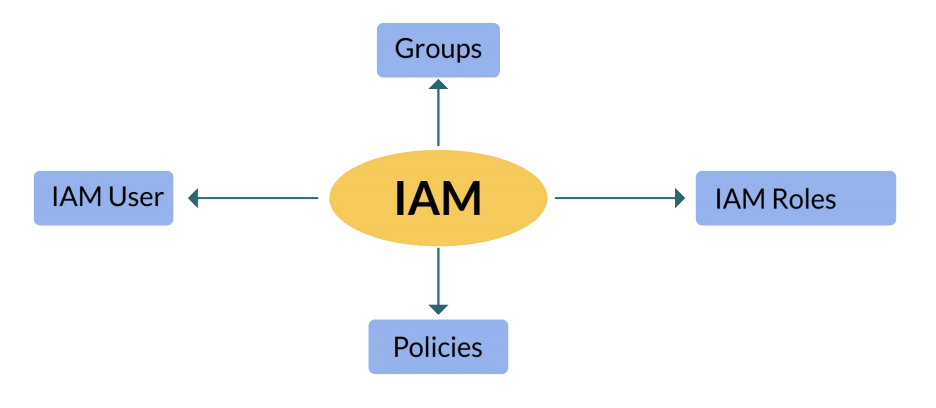 Groups
IAM User
IAM
IAM Roles
Policies